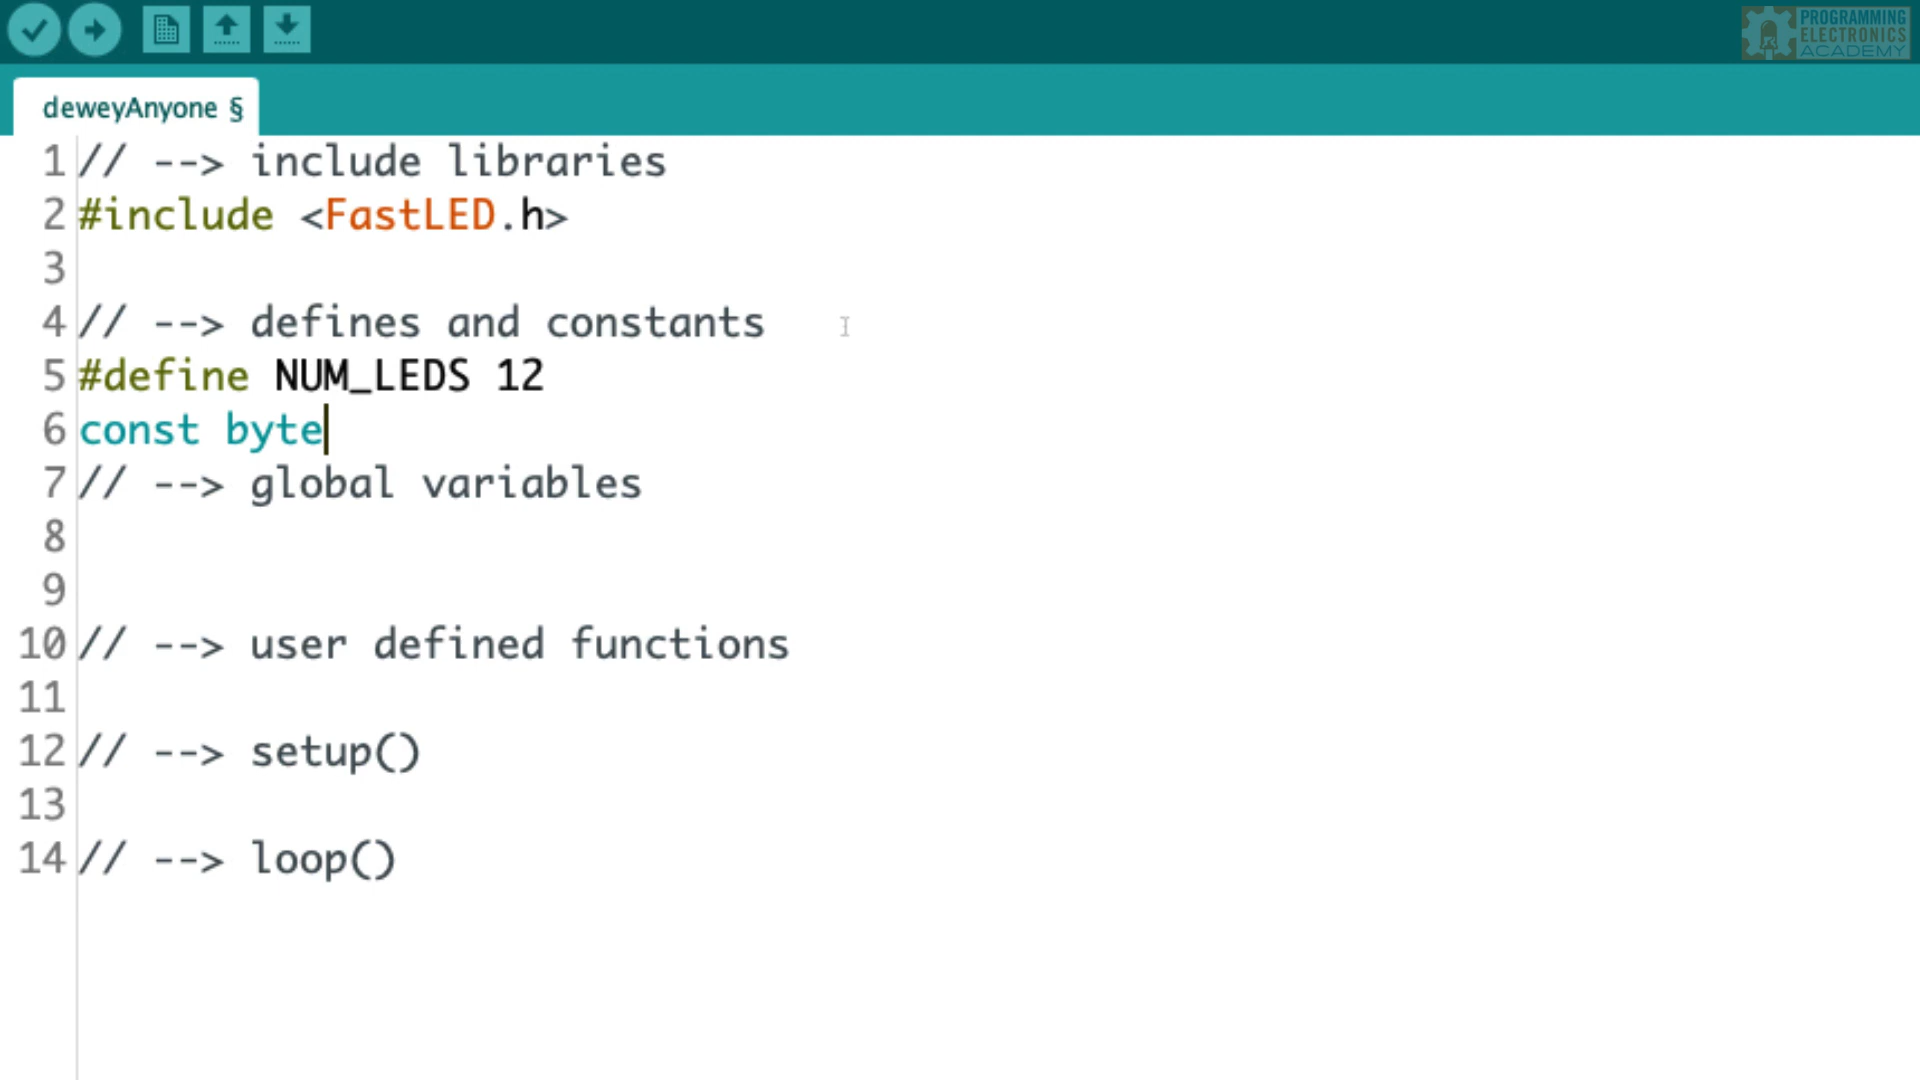 PROGRAMMING
ELECTRONICS
ACADEMY
deweyAnyone §
1 // --> include libraries
2 #include <FastLED.h>
3
4 // --> defines and constants
5 #define NUM_LEDS 12
6 const byte
7 // --> global variables
8
9
10 // --> user defined functions
11
12 // --> setup()
13
14 // --> loop()